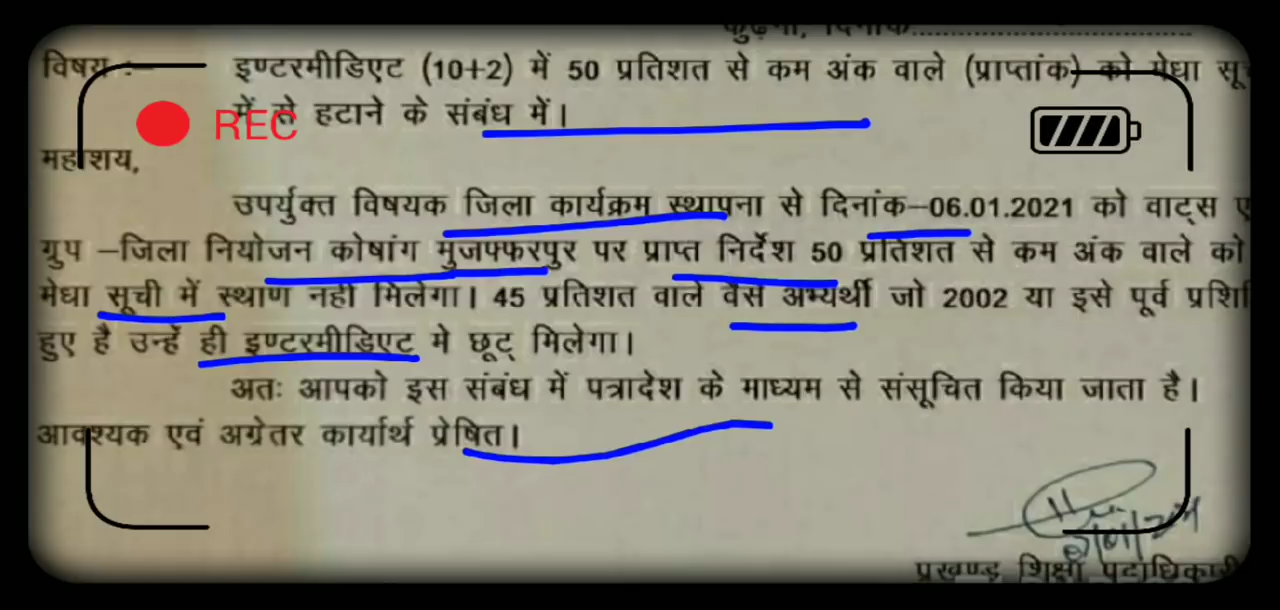 कुढ़नी, दिनांक
विषय :- इण्टरमीडिएट (10+2) में 50 प्रतिशत से कम अंक वाले (प्राप्तांक) को मेधा
में से हटाने के संबंध में।
REC
महाशय,
उपर्युक्त विषयक जिला कार्यक्रम स्थापना से दिनांक-06.01.2021 को वाट्स
ग्रुप -जिला नियोजन कोषांग मुजफ्फरपुर पर प्राप्त निर्देश 50 प्रतिशत से कम अंक वाले को
मेधा सूची में स्थाण नहीं मिलेगा। 45 प्रतिशत वाले वैसे अभ्यर्थी जो 2002 या इसे पूर्व
हुए है उन्हें ही इण्टरमीडिएट मे छूट् मिलेगा।
अतः आपको इस संबंध में पत्रादेश के माध्यम से संसूचित किया जाता है।
आवश्यक एवं अग्रेतर कार्यार्थ प्रेषित।
प्रखण्ड शिक्षा पदाधिकारी